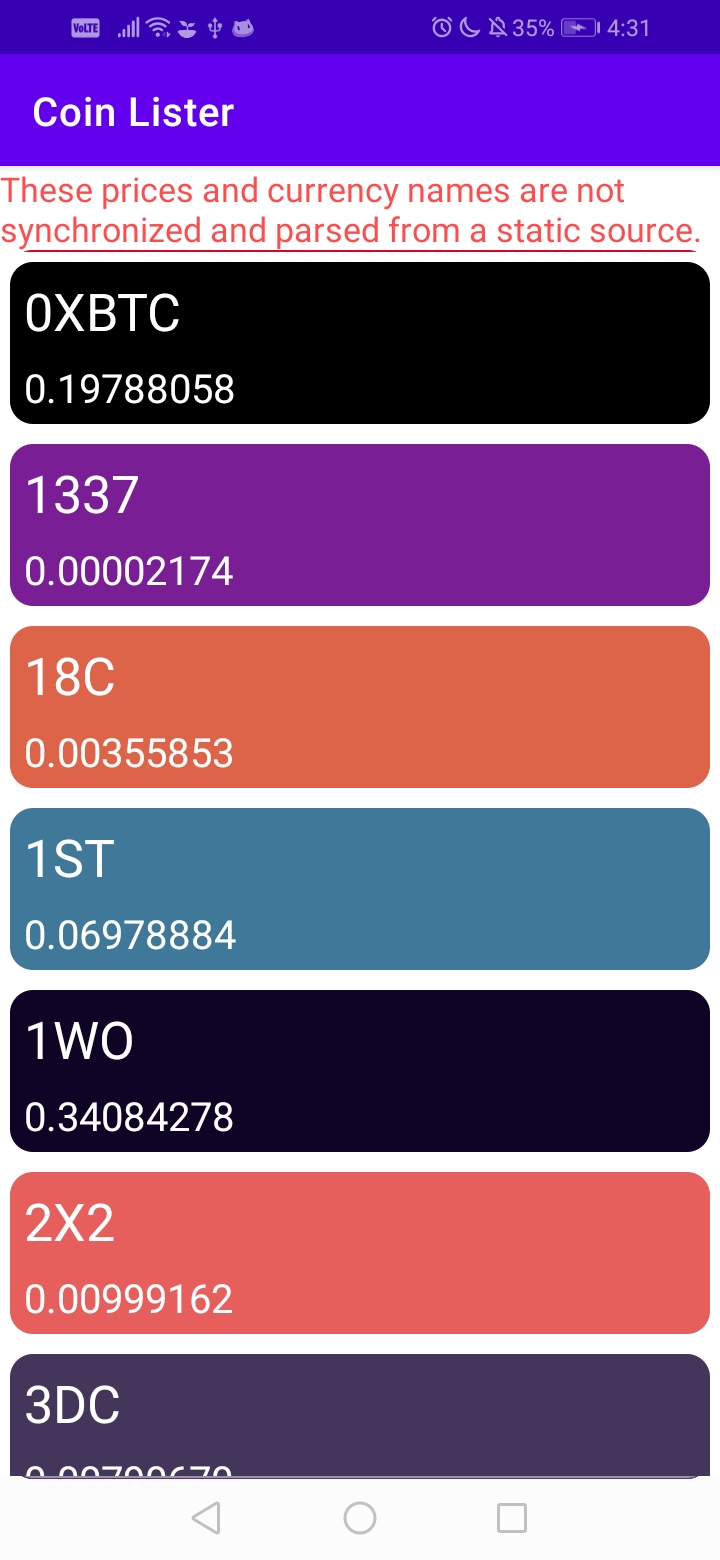 VoLTE 35% 4:31
Coin Lister
These prices and currency names are not
synchronized and parsed from a static source.
0XBTC
0.19788058
1337
0.00002174
18C
0.00355853
1ST
0.06978884
1WO
0.34084278
2X2
0.00999162
3DC